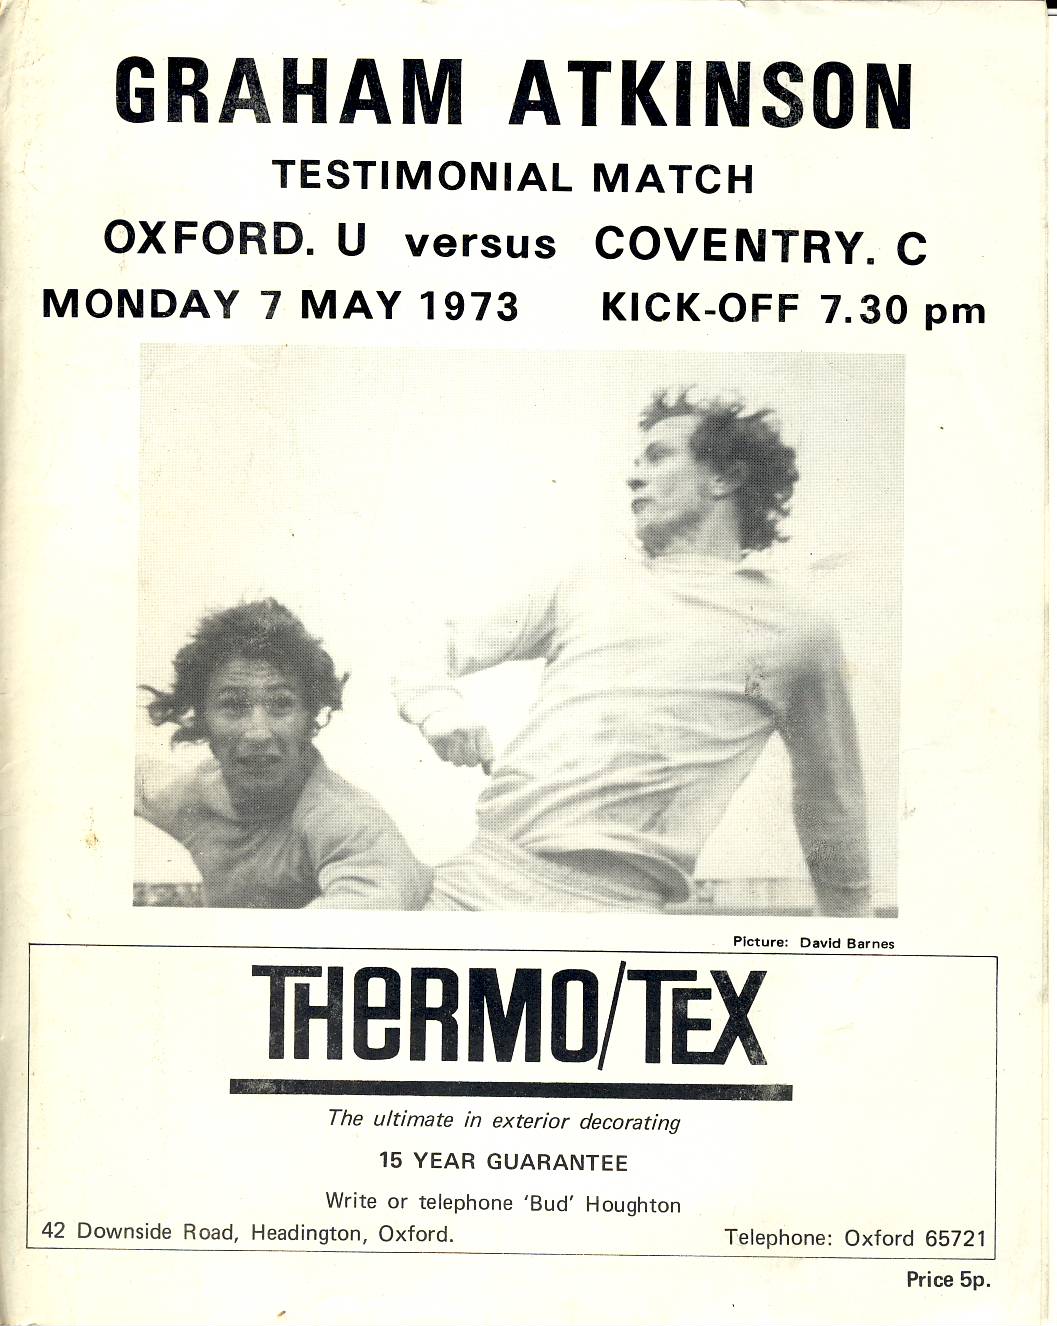 GRAHAM ATKINSON
TESTIMONIAL MATCH
OXFORD. U versus COVENTRY. C
MONDAY 7 MAY 1973 KICK-OFF 7.30 pm
Picture: David Barnes
THERMO/TEX
The ultimate in exterior decorating
15 YEAR GUARANTEE
Write or telephone 'Bud' Houghton
42 Downside Road, Headington, Oxford. Telephone: Oxford 65721
Price 5p.